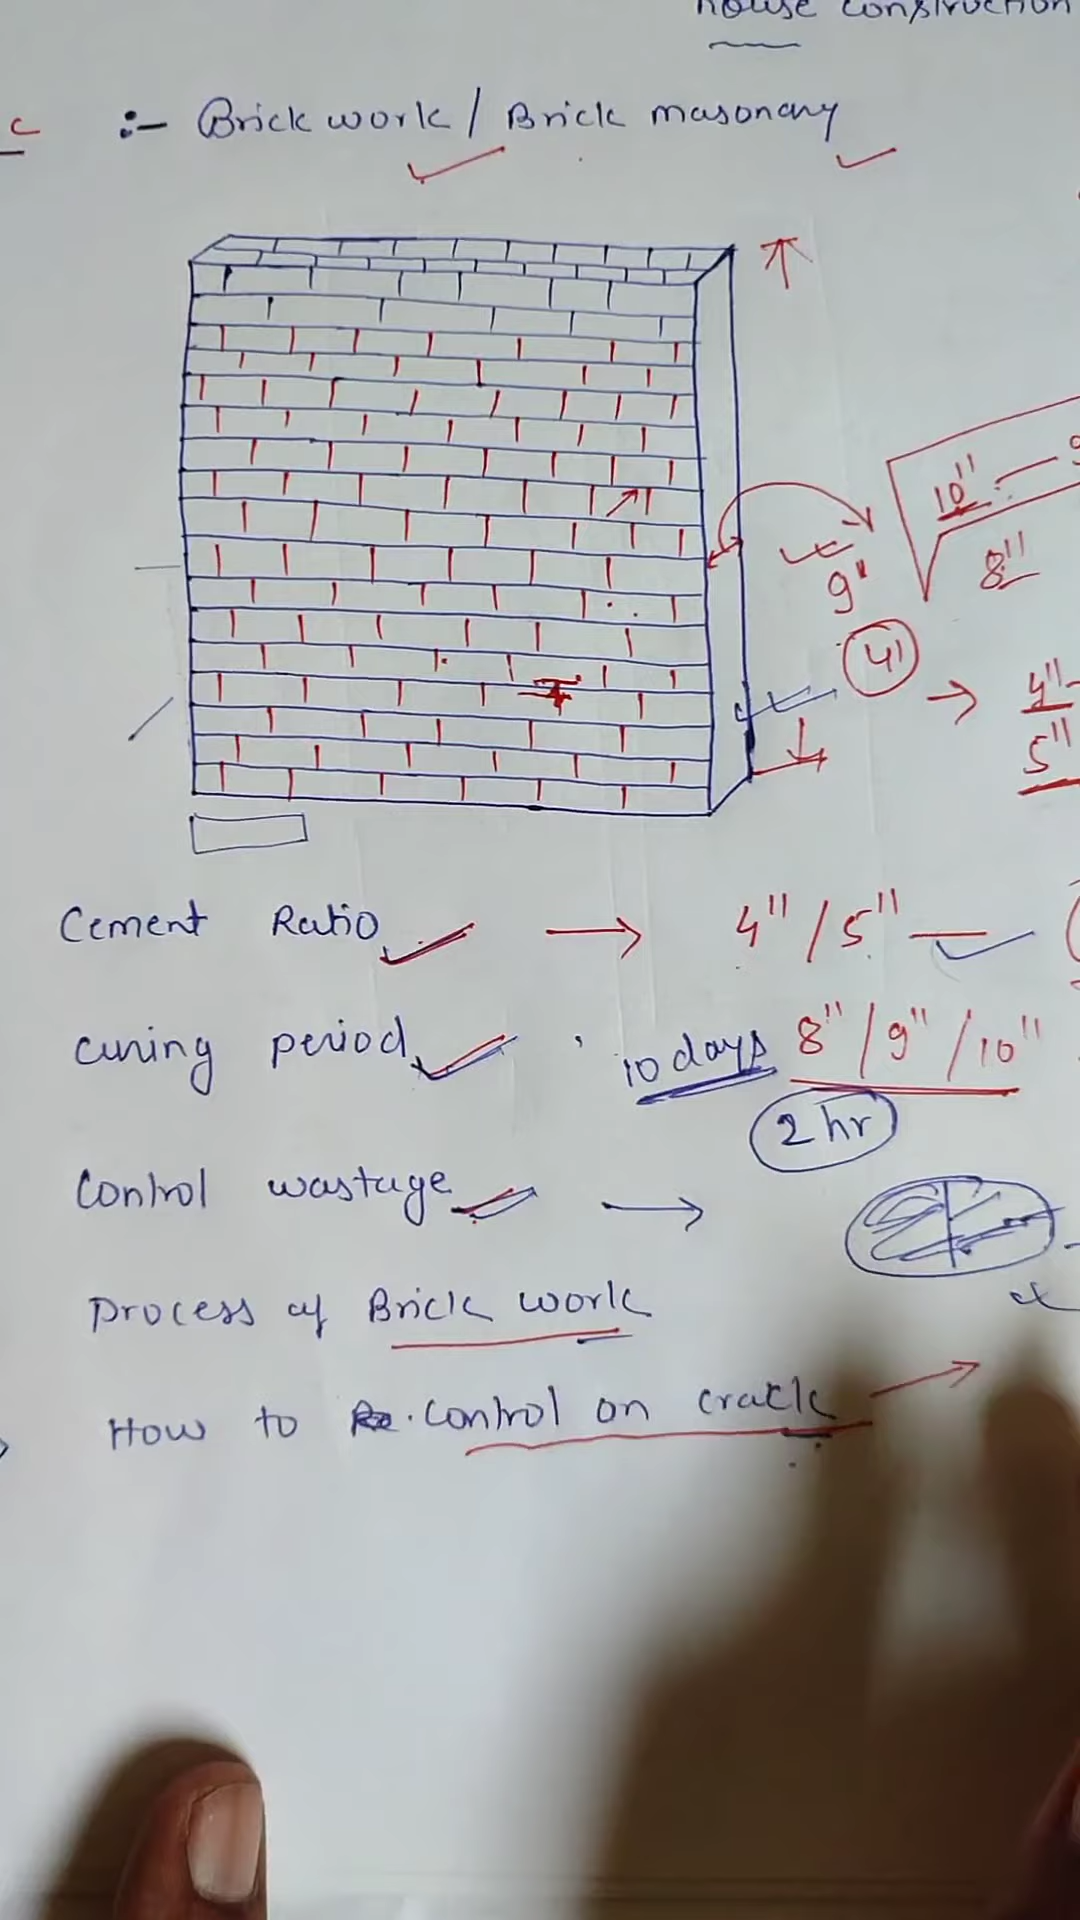 house construction
c :- Brick work / Brick masonary
10" 9
8"
9"
4'
4"
5"
Cement Ratio → 4" / 5"
curing period 10 days 8" / 9" / 10"
2 hr
Control wastage →
Process of Brick work
How to control on crack